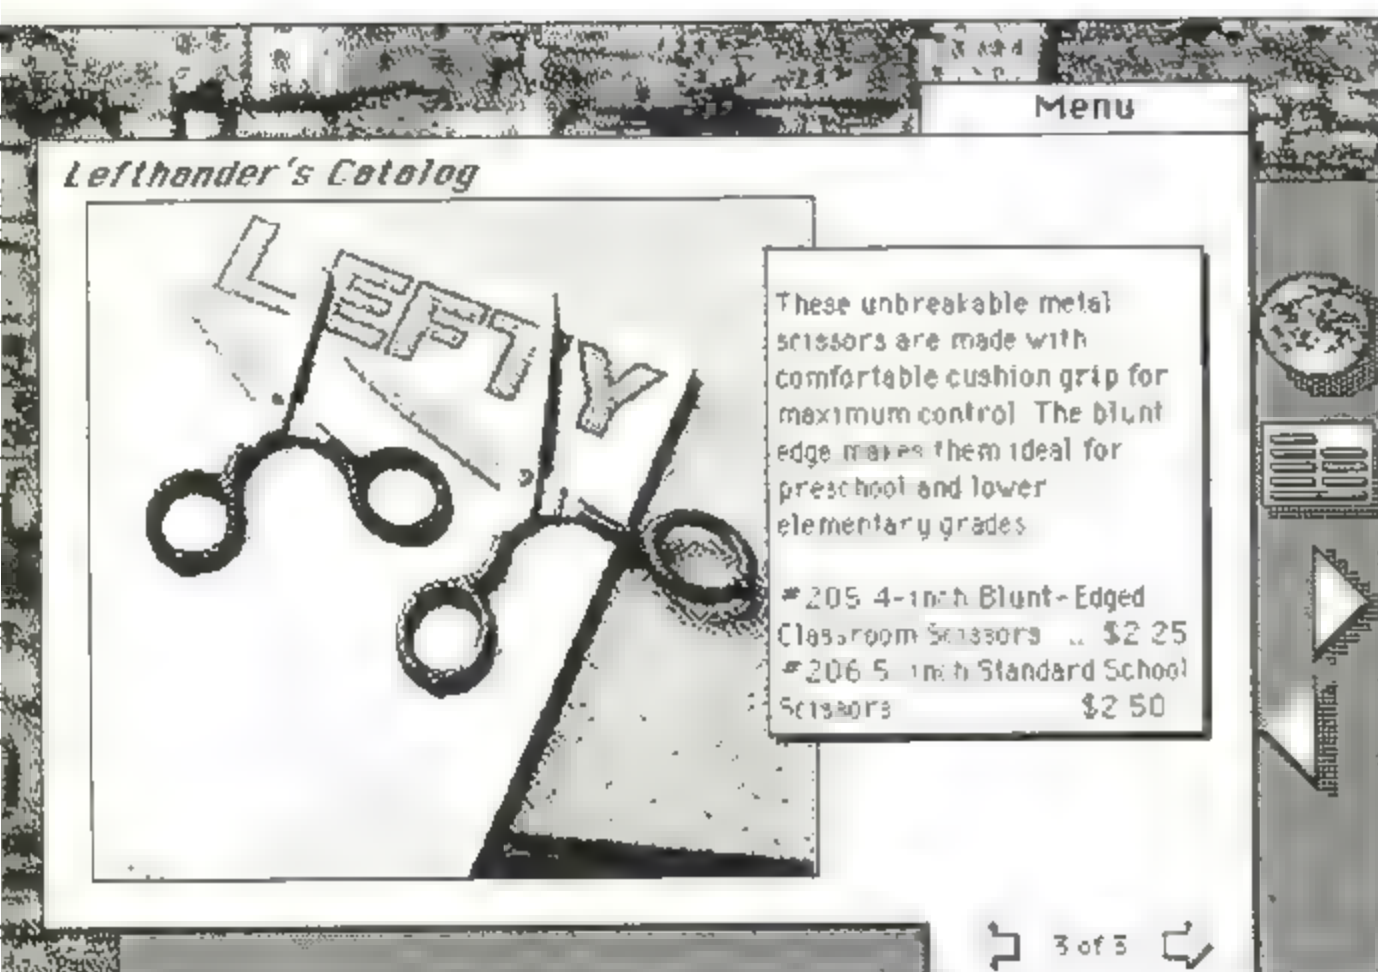 Menu
Lefthander's Catalog
LEFTY
These unbreakable metal
scissors are made with
comfortable cushion grip for
maximum control. The blunt
edge makes them ideal for
preschool and lower
elementary grades
#205 4-inch Blunt-Edged
Classroom Scissors .. $2.25
#206 5-inch Standard School
Scissors $2.50
3 of 3